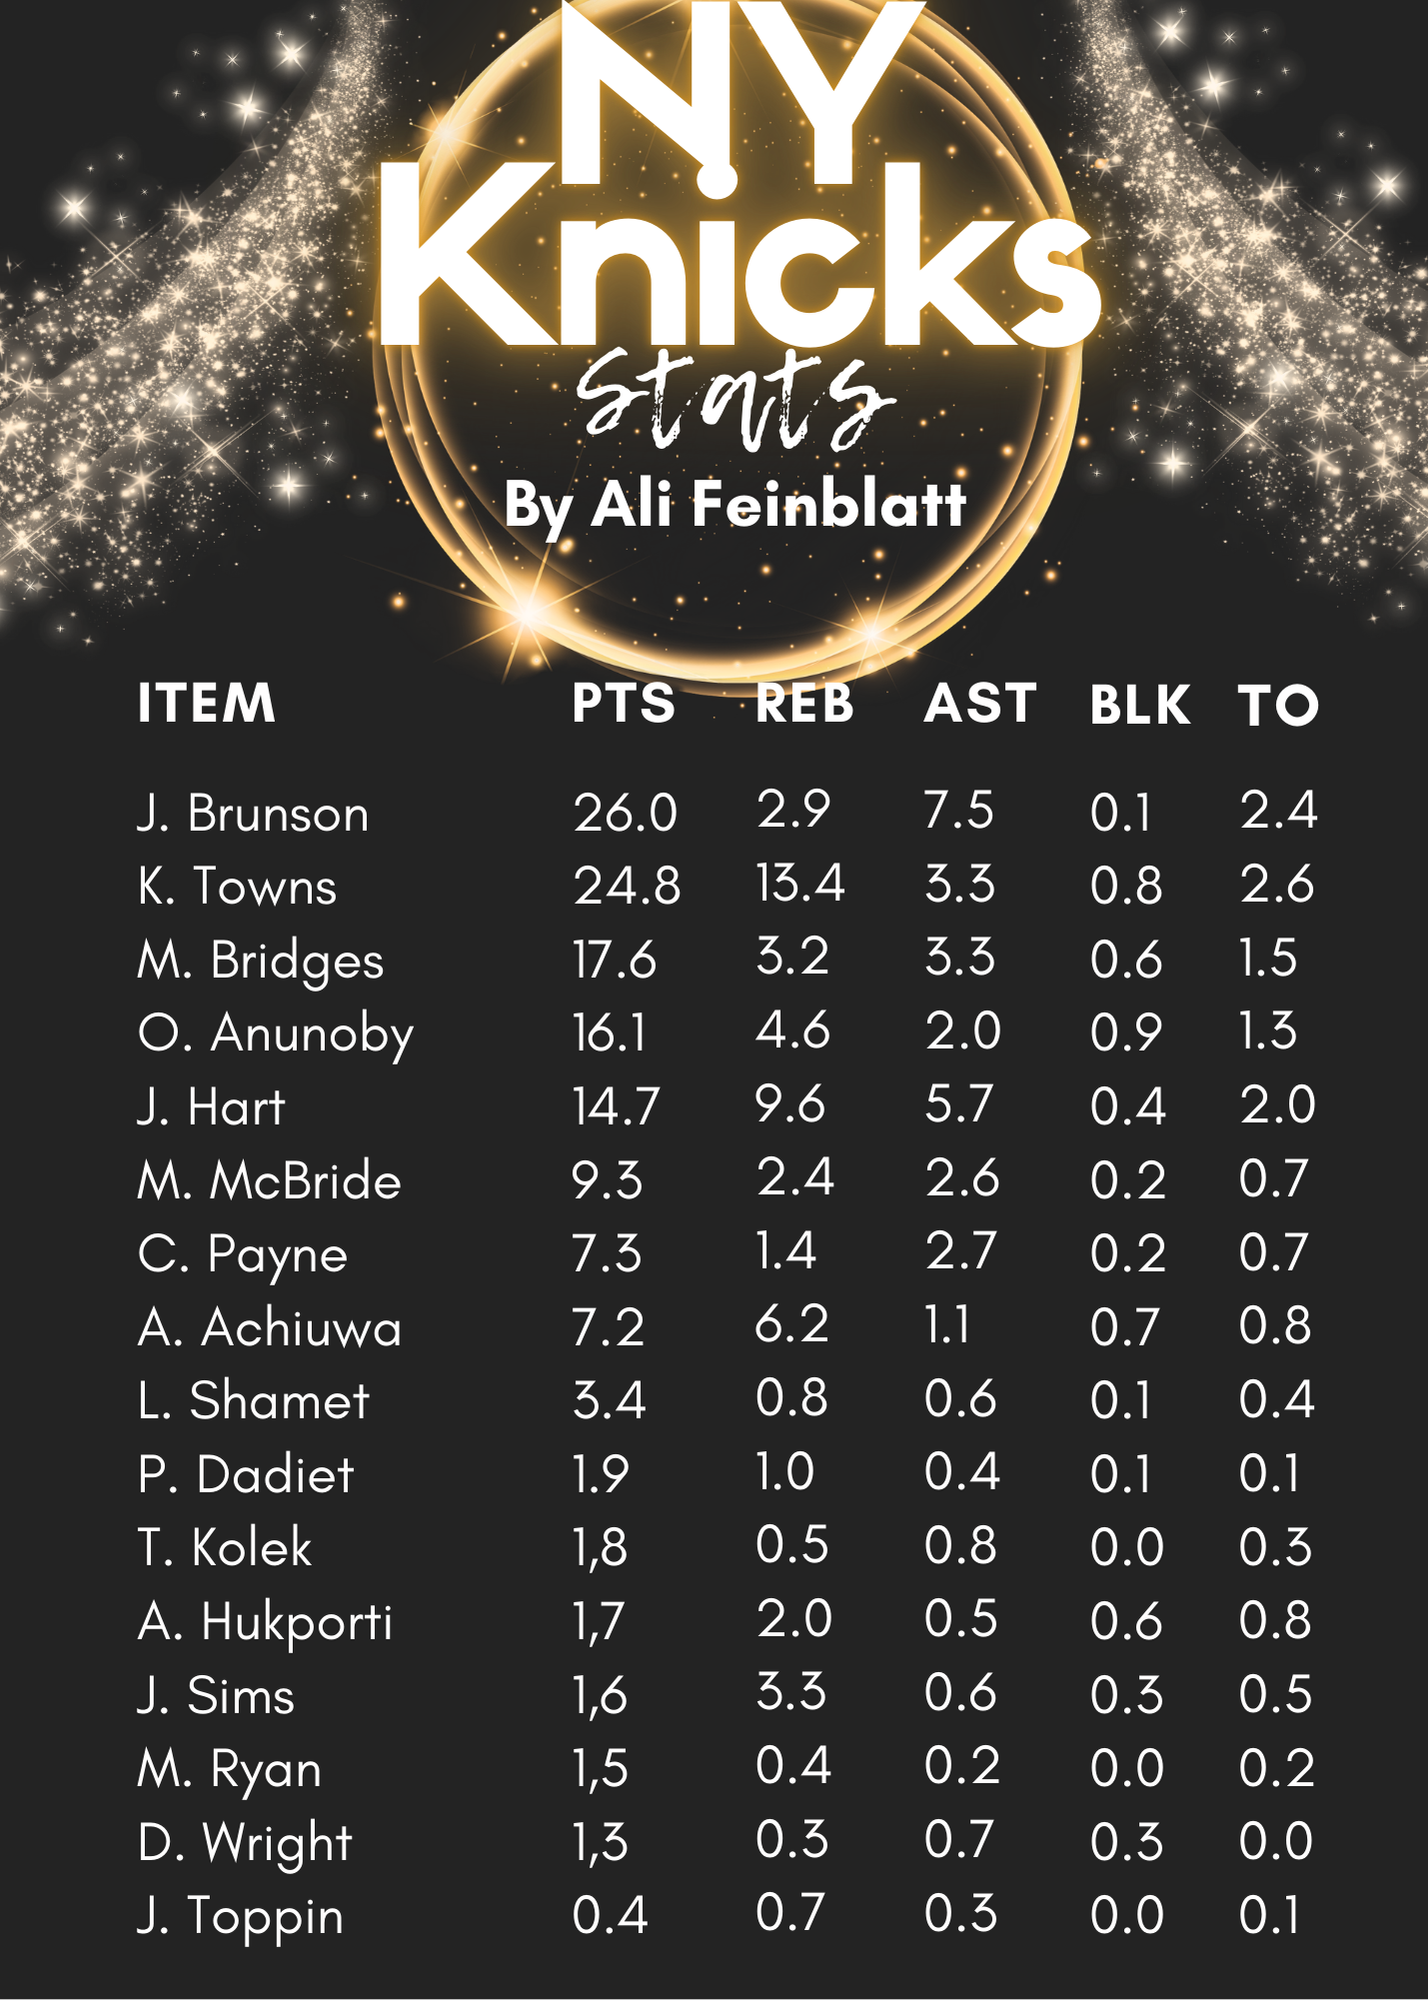 NY
Knicks
stats
By Ali Feinblatt
ITEM PTS REB AST BLK TO
J. Brunson 26.0 2.9 7.5 0.1 2.4
K. Towns 24.8 13.4 3.3 0.8 2.6
M. Bridges 17.6 3.2 3.3 0.6 1.5
O. Anunoby 16.1 4.6 2.0 0.9 1.3
J. Hart 14.7 9.6 5.7 0.4 2.0
M. McBride 9.3 2.4 2.6 0.2 0.7
C. Payne 7.3 1.4 2.7 0.2 0.7
A. Achiuwa 7.2 6.2 1.1 0.7 0.8
L. Shamet 3.4 0.8 0.6 0.1 0.4
P. Dadiet 1.9 1.0 0.4 0.1 0.1
T. Kolek 1,8 0.5 0.8 0.0 0.3
A. Hukporti 1,7 2.0 0.5 0.6 0.8
J. Sims 1,6 3.3 0.6 0.3 0.5
M. Ryan 1,5 0.4 0.2 0.0 0.2
D. Wright 1,3 0.3 0.7 0.3 0.0
J. Toppin 0.4 0.7 0.3 0.0 0.1